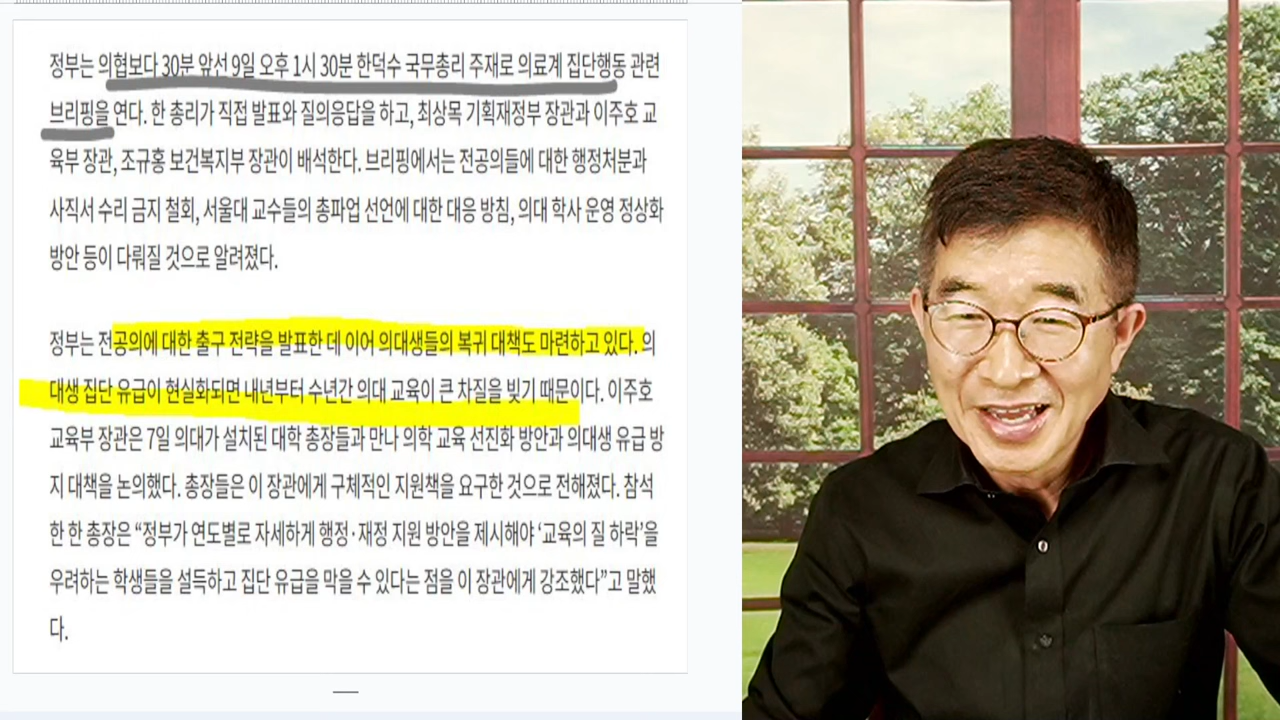 정부는 의협보다 30분 앞선 9일 오후 1시 30분 한덕수 국무총리 주재로 의료계 집단행동 관련
브리핑을 연다. 한 총리가 직접 발표와 질의응답을 하고, 최상목 기획재정부 장관과 이주호 교
육부 장관, 조규홍 보건복지부 장관이 배석한다. 브리핑에서는 전공의들에 대한 행정처분과
사직서 수리 금지 철회, 서울대 교수들의 총파업 선언에 대한 대응 방침, 의대 학사 운영 정상화
방안 등이 다뤄질 것으로 알려졌다.
정부는 전공의에 대한 출구 전략을 발표한 데 이어 의대생들의 복귀 대책도 마련하고 있다. 의
대생 집단 유급이 현실화되면 내년부터 수년간 의대 교육이 큰 차질을 빚기 때문이다. 이주호
교육부 장관은 7일 의대가 설치된 대학 총장들과 만나 의학 교육 선진화 방안과 의대생 유급 방
지 대책을 논의했다. 총장들은 이 장관에게 구체적인 지원책을 요구한 것으로 전해졌다. 참석
한 한 총장은 “정부가 연도별로 자세하게 행정·재정 지원 방안을 제시해야 ‘교육의 질 하락’을
우려하는 학생들을 설득하고 집단 유급을 막을 수 있다는 점을 이 장관에게 강조했다”고 말했
다.